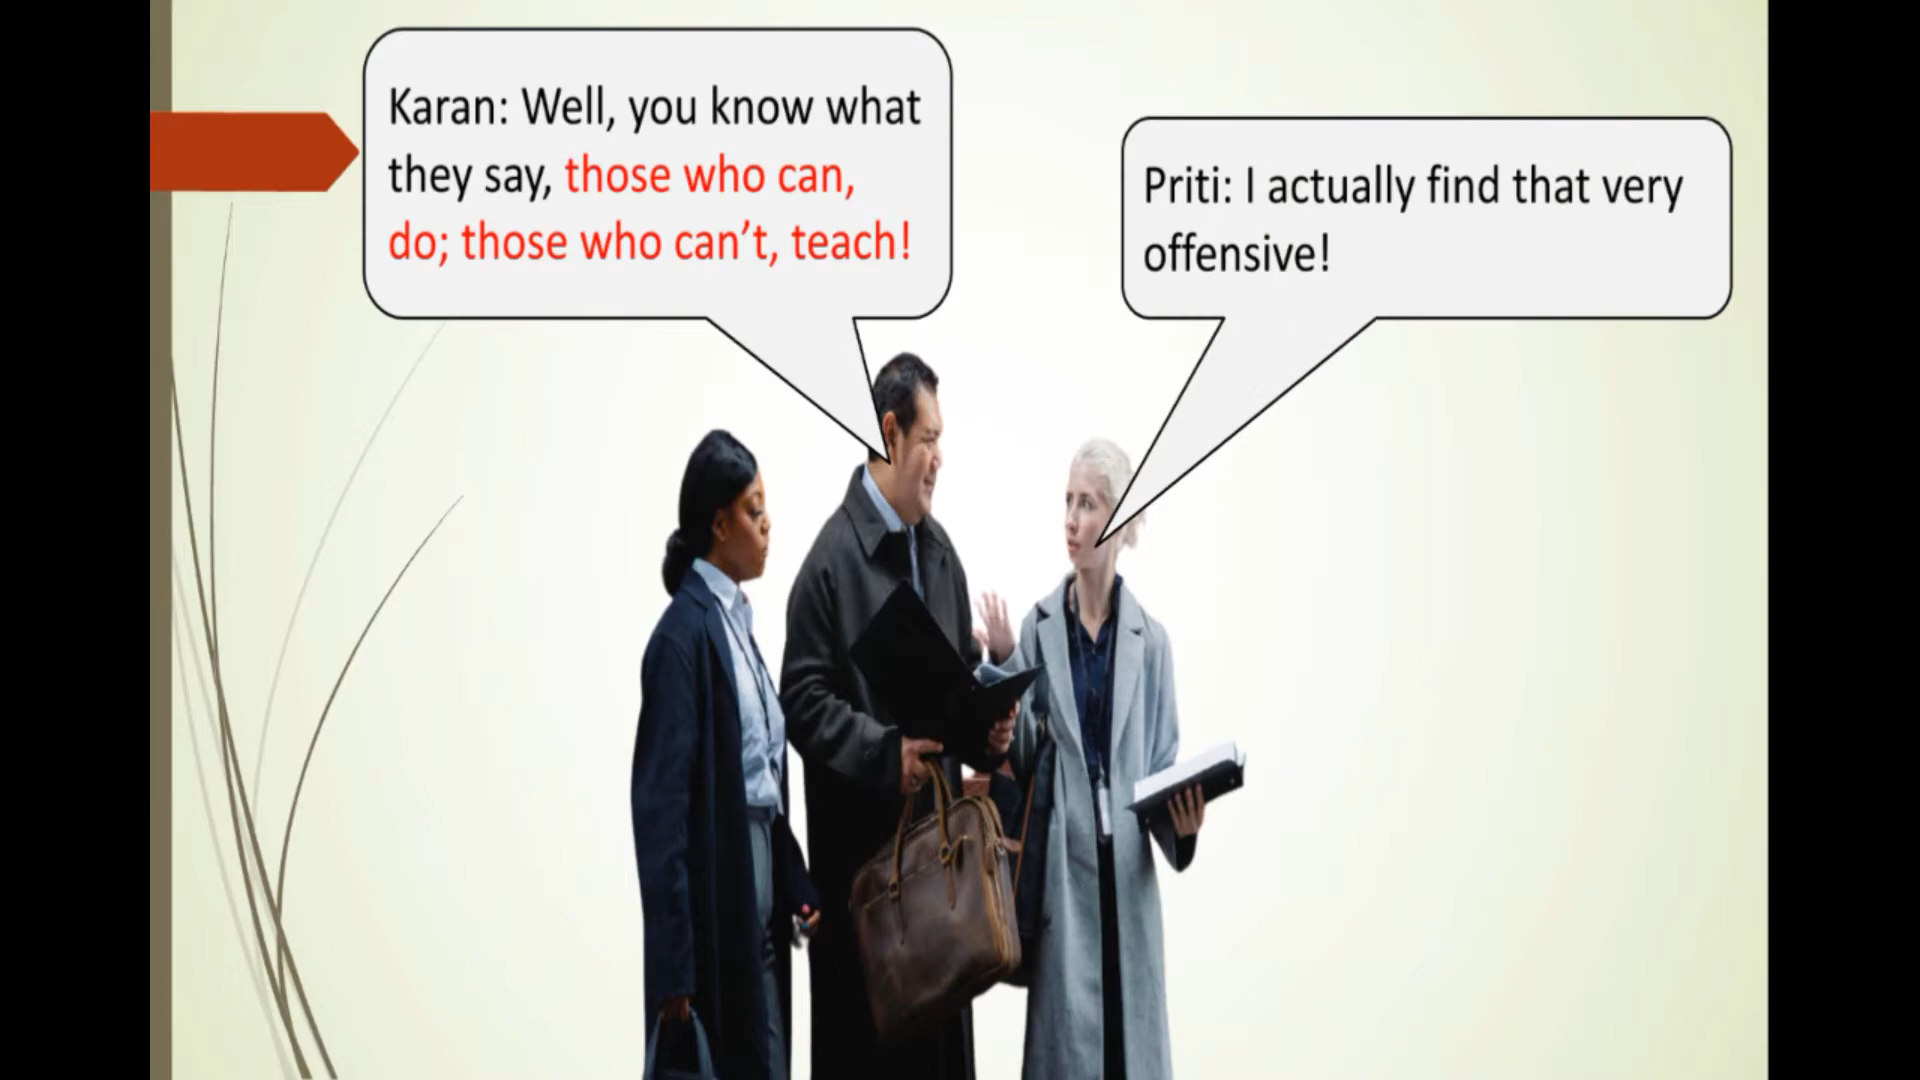 Karan: Well, you know what
they say, those who can,
do; those who can’t, teach!
Priti: I actually find that very
offensive!